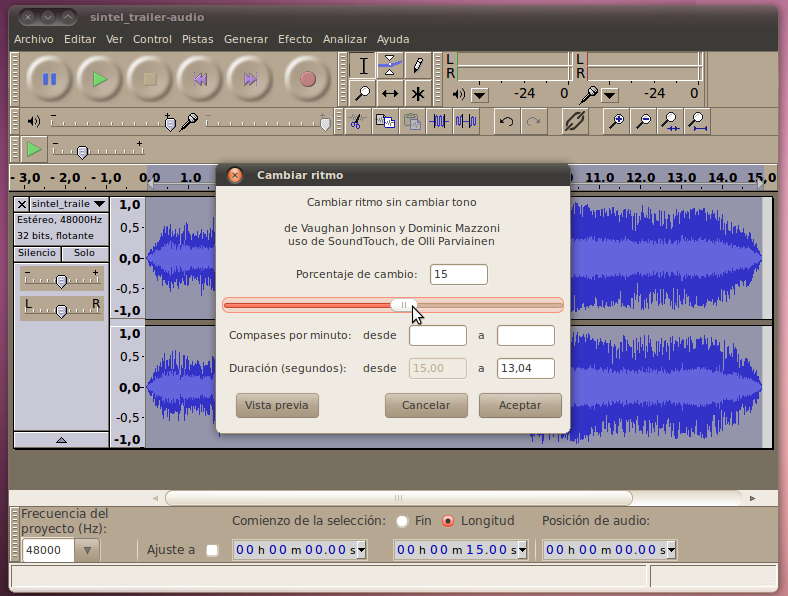 sintel_trailer-audio
Archivo Editar Ver Control Pistas Generar Efecto Analizar Ayuda
L
R
-24 0
L
R
-24 0
- 3,0 - 2,0 - 1,0 0,0 1.0 11.0 12.0 13.0 14.0 15,0
Cambiar ritmo
Cambiar ritmo sin cambiar tono
de Vaughan Johnson y Dominic Mazzoni
uso de SoundTouch, de Olli Parviainen
Porcentaje de cambio: 15
Compases por minuto: desde a
Duración (segundos): desde 15,00 a 13,04
Vista previa Cancelar Aceptar
sintel_traile
Estéreo, 48000Hz
32 bits, flotante
Silencio Solo
- +
L R
1,0
0,5-
0,0-
-0,5-
-1,0
1,0
0,5-
0,0-
-0,5-
-1,0
Frecuencia del
proyecto (Hz):
48000
Ajuste a
Comienzo de la selección: Fin Longitud
00 h 00 m 00.00 s
00 h 00 m 15.00 s
Posición de audio:
00 h 00 m 00.00 s